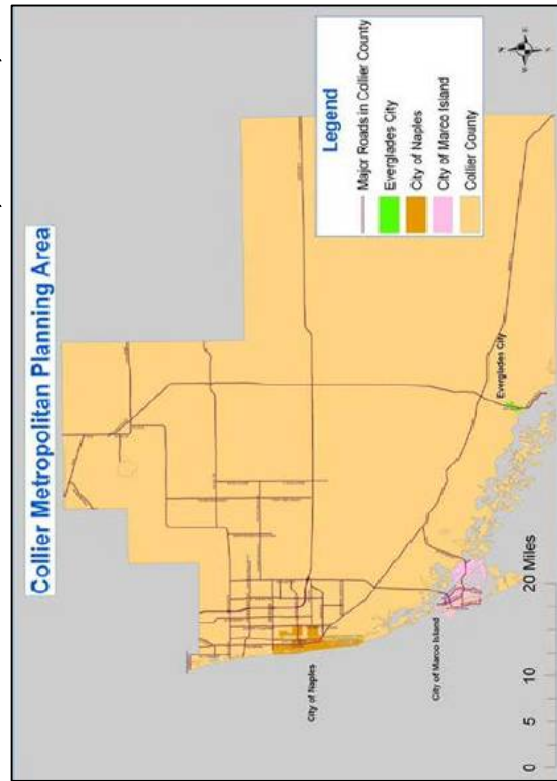 Collier Metropolitan Planning Area
Legend
Major Roads in Collier County
Everglades City
City of Naples
City of Marco Island
Collier County
City of Naples
City of Marco Island
Everglades City
0 5 10 20 Miles
N